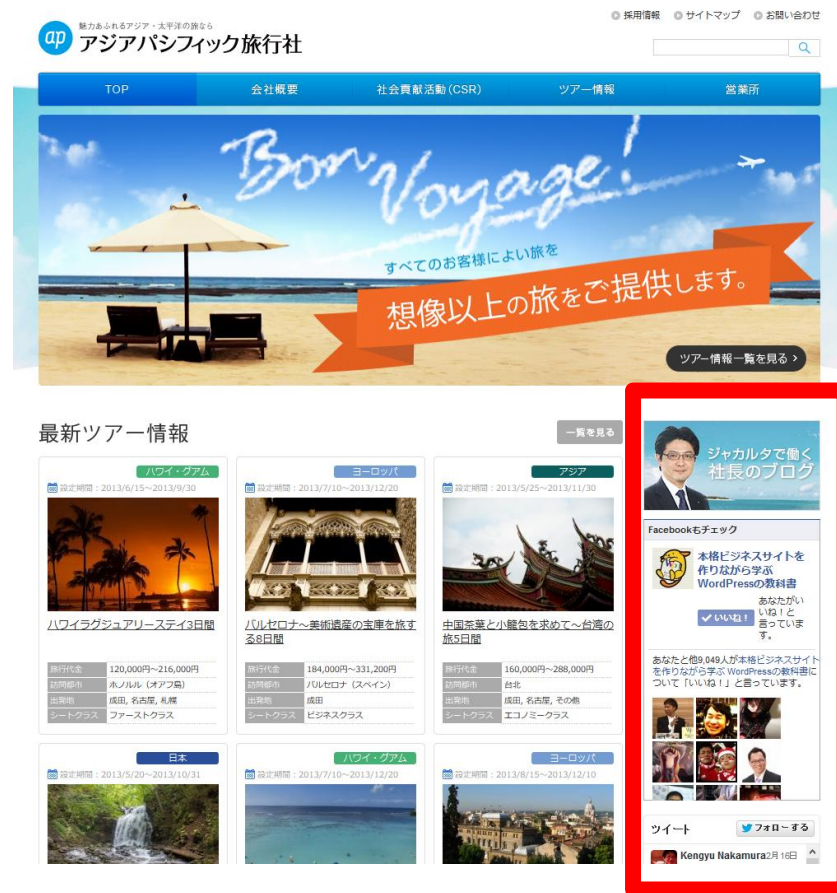 採用情報 サイトマップ お問い合わせ
魅力あふれるアジア・太平洋の旅なら
ap アジアパシフィック旅行社
TOP 会社概要 社会貢献活動(CSR) ツアー情報 営業所
Bon Voyage!
すべてのお客様によい旅を
想像以上の旅をご提供します。
ツアー情報一覧を見る
最新ツアー情報
一覧を見る
ハワイ・グアム
設定期間：2013/6/15～2013/9/30
ハワイラグジュアリーステイ3日間
旅行代金 120,000円～216,000円
訪問都市 ホノルル（オアフ島）
出発地 成田, 名古屋, 札幌
シートクラス ファーストクラス
ヨーロッパ
設定期間：2013/7/10～2013/12/20
バルセロナ～美術遺産の宝庫を旅す
る8日間
旅行代金 184,000円～331,200円
訪問都市 バルセロナ（スペイン）
出発地 成田
シートクラス ビジネスクラス
アジア
設定期間：2013/5/25～2013/11/30
中国茶葉と小籠包を求めて～台湾の
旅5日間
旅行代金 160,000円～288,000円
訪問都市 台北
出発地 成田, 名古屋, その他
シートクラス エコノミークラス
日本
設定期間：2013/5/20～2013/10/31
ハワイ・グアム
設定期間：2013/7/10～2013/12/20
ヨーロッパ
設定期間：2013/8/15～2013/12/10
ジャカルタで働く
社長のブログ
Facebookもチェック
本格ビジネスサイトを
作りながら学ぶ
WordPressの教科書
いいね！
あなたがい
いね！と
言っていま
す。
あなたと他9,049人が本格ビジネスサイト
を作りながら学ぶ WordPressの教科書に
ついて「いいね！」と言っています。
ツイート
フォローする
Kengyu Nakamura 2月16日